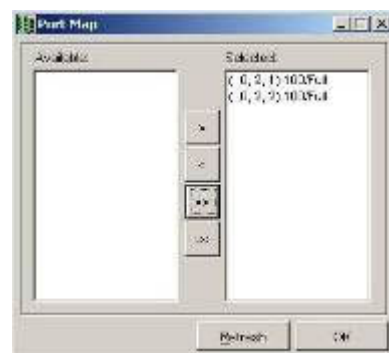 Port Map
Available:
Selected:
( 0, 2, 1) 100/Full
( 0, 2, 2) 100/Full
>
<
>>
<<
Refresh
OK